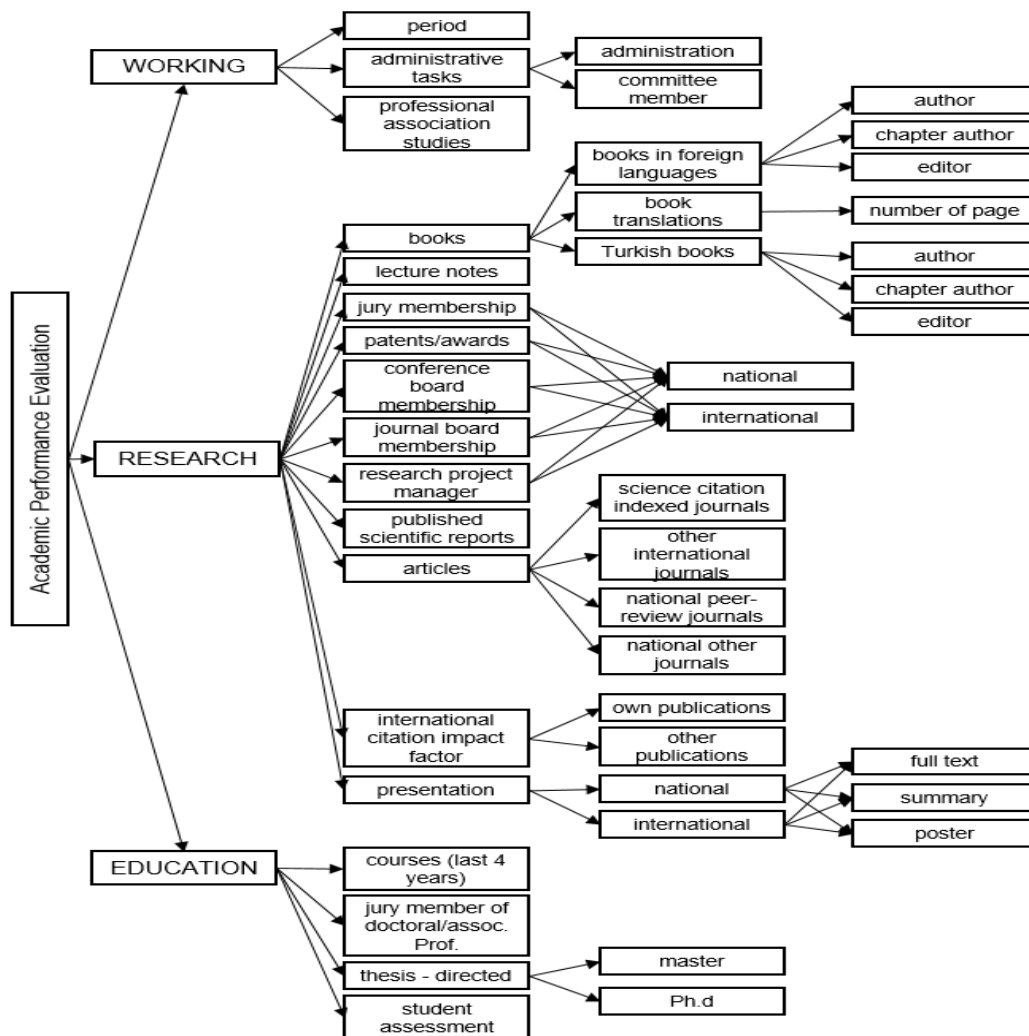 Academic Performance Evaluation
WORKING
period
administrative
tasks
administration
committee
member
professional
association
studies
RESEARCH
books
books in foreign
languages
author
chapter author
editor
book
translations
number of page
Turkish books
author
chapter author
editor
lecture notes
jury membership
patents/awards
conference
board
membership
journal board
membership
research project
manager
national
international
published
scientific reports
articles
science citation
indexed journals
other
international
journals
national peer-
review journals
national other
journals
international
citation impact
factor
own publications
other
publications
presentation
national
international
full text
summary
poster
EDUCATION
courses (last 4
years)
jury member of
doctoral/assoc.
Prof.
thesis - directed
master
Ph.d
student
assessment